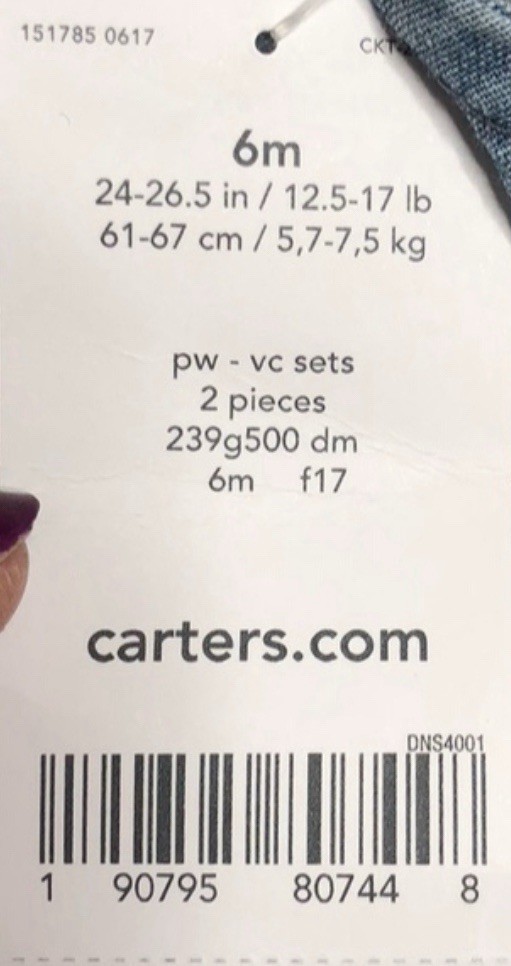 151785 0617
6m
24-26.5 in / 12.5-17 lb
61-67 cm / 5,7-7,5 kg
pw - vc sets
2 pieces
239g500 dm
6m f17
carters.com
DNS4001
1 90795 80744 8